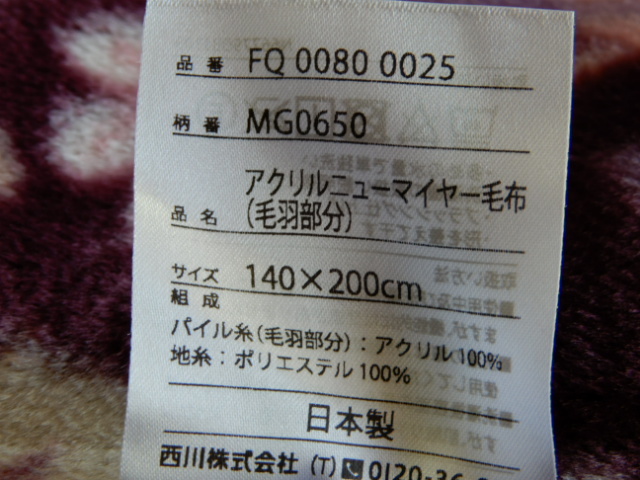 品番 FQ 0080 0025
柄番 MG0650
アクリルニューマイヤー毛布
品名 (毛羽部分)
サイズ 140×200cm
組成
パイル糸(毛羽部分):アクリル100%
地糸:ポリエステル100%
日本製
西川株式会社 (T) 0120-36